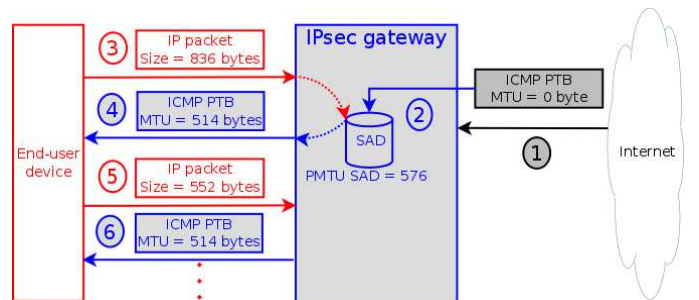 3
IP packet
Size = 836 bytes
IPsec gateway
ICMP PTB
MTU = 0 byte
4
ICMP PTB
MTU = 514 bytes
2
SAD
1
End-user
device
Internet
5
IP packet
Size = 552 bytes
PMTU SAD = 576
6
ICMP PTB
MTU = 514 bytes